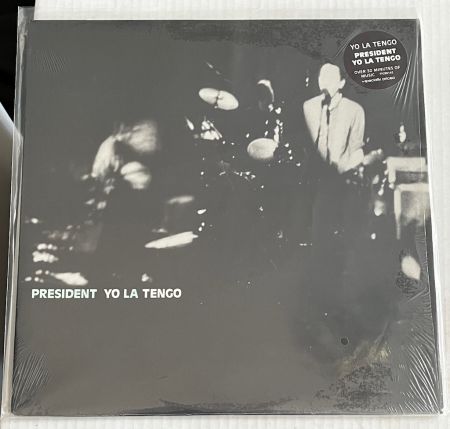 YO LA TENGO
PRESIDENT
YO LA TENGO
OVER 30 MINUTES OF
MUSIC
PRESIDENT YO LA TENGO